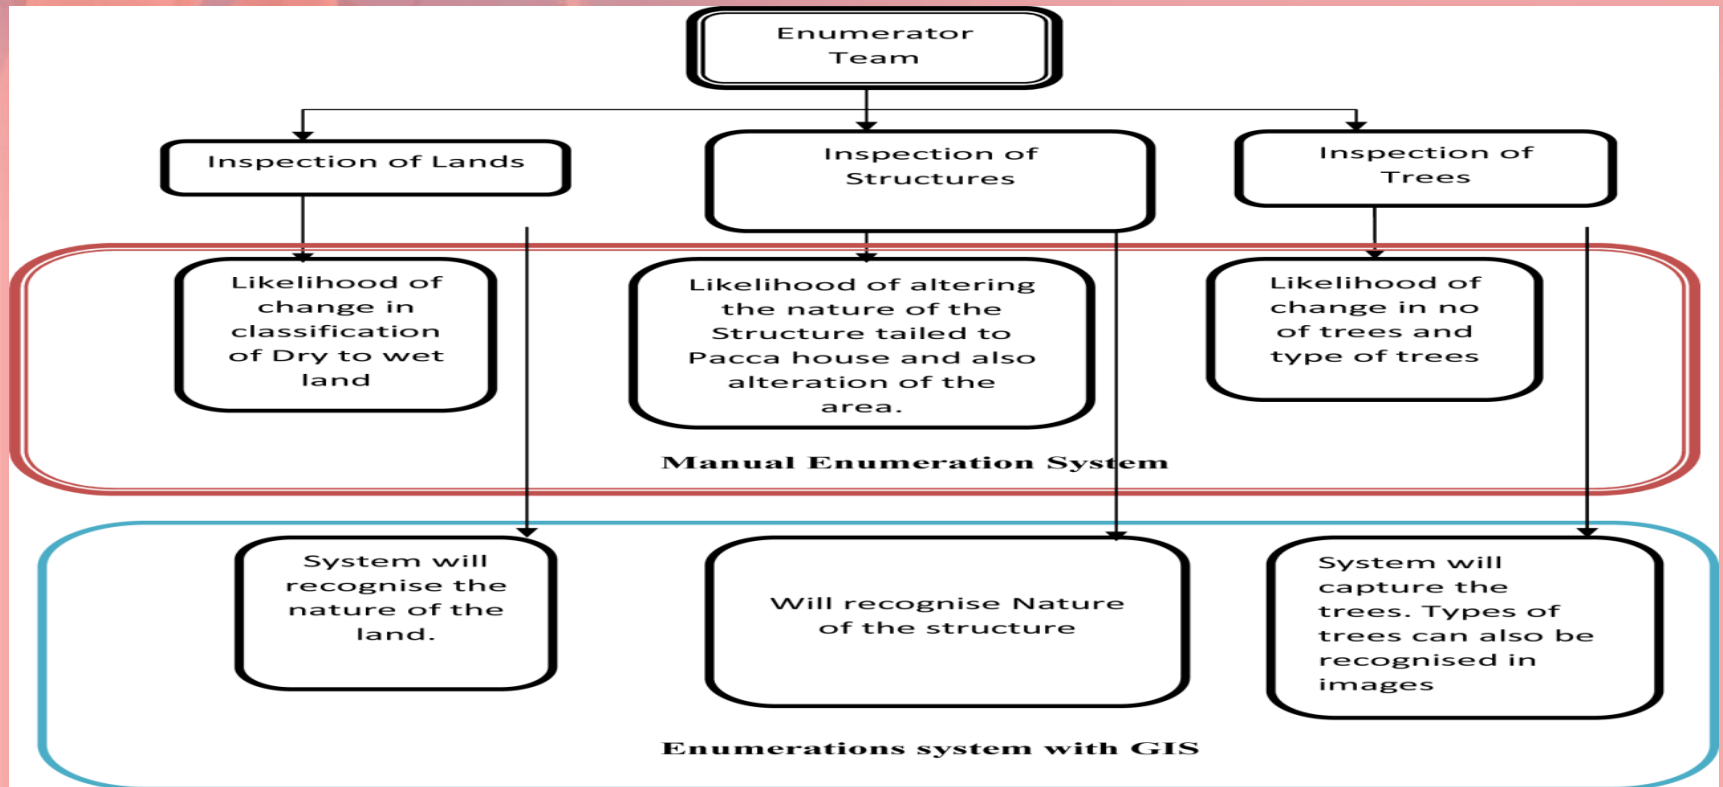 Enumerator
Team
Inspection of Lands
Inspection of
Structures
Inspection of
Trees
Likelihood of
change in
classification
of Dry to wet
land
Likelihood of altering
the nature of the
Structure tailed to
Pacca house and also
alteration of the
area.
Likelihood of
change in no
of trees and
type of trees
Manual Enumeration System
System will
recognise the
nature of the
land.
Will recognise Nature
of the structure
System will
capture the
trees. Types of
trees can also be
recognised in
images
Enumerations system with GIS